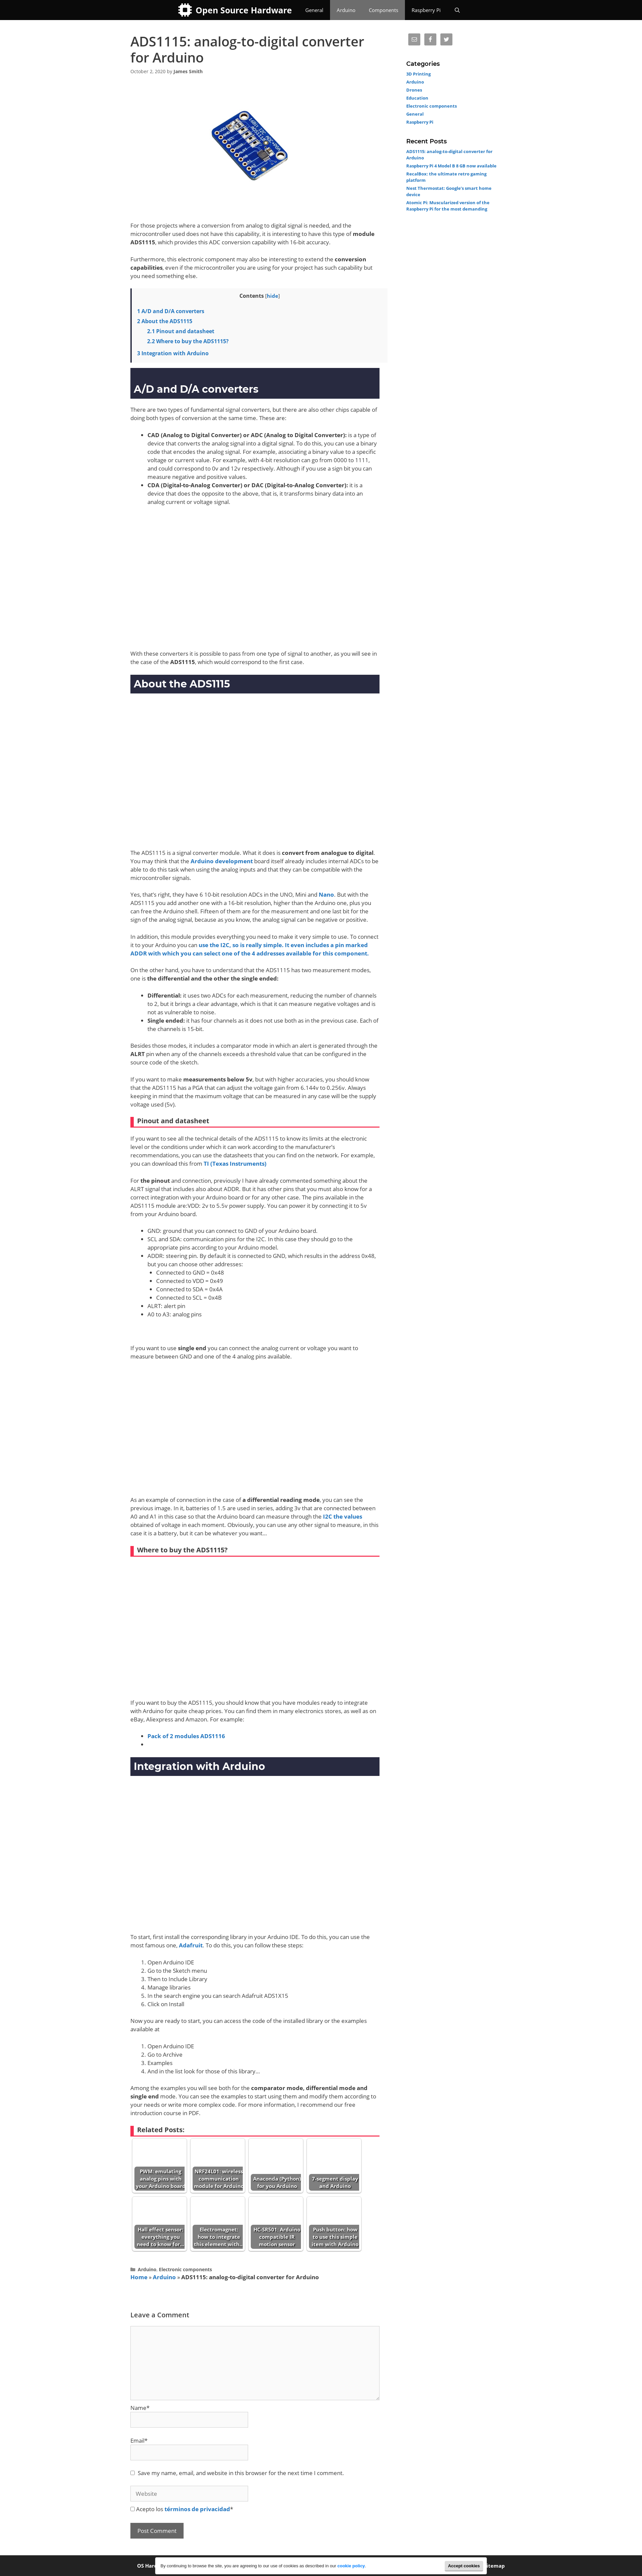 Open Source Hardware
General
Arduino
Components
Raspberry Pi
ADS1115: analog-to-digital converter
for Arduino
October 2, 2020 by James Smith
For those projects where a conversion from analog to digital signal is needed, and the
microcontroller used does not have this capability, it is interesting to have this type of module
ADS1115, which provides this ADC conversion capability with 16-bit accuracy.
Furthermore, this electronic component may also be interesting to extend the conversion
capabilities, even if the microcontroller you are using for your project has such capability but
you need something else.
Contents [hide]
1 A/D and D/A converters
2 About the ADS1115
2.1 Pinout and datasheet
2.2 Where to buy the ADS1115?
3 Integration with Arduino
A/D and D/A converters
There are two types of fundamental signal converters, but there are also other chips capable of
doing both types of conversion at the same time. These are:
CAD (Analog to Digital Converter) or ADC (Analog to Digital Converter): is a type of
device that converts the analog signal into a digital signal. To do this, you can use a binary
code that encodes the analog signal. For example, associating a binary value to a specific
voltage or current value. For example, with 4-bit resolution can go from 0000 to 1111,
and could correspond to 0v and 12v respectively. Although if you use a sign bit you can
measure negative and positive values.
CDA (Digital-to-Analog Converter) or DAC (Digital-to-Analog Converter): it is a
device that does the opposite to the above, that is, it transforms binary data into an
analog current or voltage signal.
With these converters it is possible to pass from one type of signal to another, as you will see in
the case of the ADS1115, which would correspond to the first case.
About the ADS1115
The ADS1115 is a signal converter module. What it does is convert from analogue to digital.
You may think that the Arduino development board itself already includes internal ADCs to be
able to do this task when using the analog inputs and that they can be compatible with the
microcontroller signals.
Yes, that's right, they have 6 10-bit resolution ADCs in the UNO, Mini and Nano. But with the
ADS1115 you add another one with a 16-bit resolution, higher than the Arduino one, plus you
can free the Arduino shell. Fifteen of them are for the measurement and one last bit for the
sign of the analog signal, because as you know, the analog signal can be negative or positive.
In addition, this module provides everything you need to make it very simple to use. To connect
it to your Arduino you can use the I2C, so is really simple. It even includes a pin marked
ADDR with which you can select one of the 4 addresses available for this component.
On the other hand, you have to understand that the ADS1115 has two measurement modes,
one is the differential and the other the single ended:
Differential: it uses two ADCs for each measurement, reducing the number of channels
to 2, but it brings a clear advantage, which is that it can measure negative voltages and is
not as vulnerable to noise.
Single ended: it has four channels as it does not use both as in the previous case. Each of
the channels is 15-bit.
Besides those modes, it includes a comparator mode in which an alert is generated through the
ALRT pin when any of the channels exceeds a threshold value that can be configured in the
source code of the sketch.
If you want to make measurements below 5v, but with higher accuracies, you should know
that the ADS1115 has a PGA that can adjust the voltage gain from 6.144v to 0.256v. Always
keeping in mind that the maximum voltage that can be measured in any case will be the supply
voltage used (5v).
Pinout and datasheet
If you want to see all the technical details of the ADS1115 to know its limits at the electronic
level or the conditions under which it can work according to the manufacturer's
recommendations, you can use the datasheets that you can find on the network. For example,
you can download this from TI (Texas Instruments)
For the pinout and connection, previously I have already commented something about the
ALRT signal that includes also about ADDR. But it has other pins that you must also know for a
correct integration with your Arduino board or for any other case. The pins available in the
ADS1115 module are:VDD: 2v to 5.5v power supply. You can power it by connecting it to 5v
from your Arduino board.
GND: ground that you can connect to GND of your Arduino board.
SCL and SDA: communication pins for the I2C. In this case they should go to the
appropriate pins according to your Arduino model.
ADDR: steering pin. By default it is connected to GND, which results in the address 0x48,
but you can choose other addresses:
Connected to GND = 0x48
Connected to VDD = 0x49
Connected to SDA = 0x4A
Connected to SCL = 0x4B
ALRT: alert pin
A0 to A3: analog pins
If you want to use single end you can connect the analog current or voltage you want to
measure between GND and one of the 4 analog pins available.
As an example of connection in the case of a differential reading mode, you can see the
previous image. In it, batteries of 1.5 are used in series, adding 3v that are connected between
A0 and A1 in this case so that the Arduino board can measure through the I2C the values
obtained of voltage in each moment. Obviously, you can use any other signal to measure, in this
case it is a battery, but it can be whatever you want...
Where to buy the ADS1115?
If you want to buy the ADS1115, you should know that you have modules ready to integrate
with Arduino for quite cheap prices. You can find them in many electronics stores, as well as on
eBay, Aliexpress and Amazon. For example:
Pack of 2 modules ADS1116
Integration with Arduino
To start, first install the corresponding library in your Arduino IDE. To do this, you can use the
most famous one, Adafruit. To do this, you can follow these steps:
1. Open Arduino IDE
2. Go to the Sketch menu
3. Then to Include Library
4. Manage libraries
5. In the search engine you can search Adafruit ADS1X15
6. Click on Install
Now you are ready to start, you can access the code of the installed library or the examples
available at
1. Open Arduino IDE
2. Go to Archive
3. Examples
4. And in the list look for those of this library...
Among the examples you will see both for the comparator mode, differential mode and
single end mode. You can see the examples to start using them and modify them according to
your needs or write more complex code. For more information, I recommend our free
introduction course in PDF.
Related Posts:
PWM: emulating
analog pins with
your Arduino board
NRF24L01: wireless
communication
module for Arduino
Anaconda (Python)
for you Arduino
7-segment display
and Arduino
Hall effect sensor:
everything you
need to know for...
Electromagnet:
how to integrate
this element with...
HC-SR501: Arduino
compatible IR
motion sensor
Push button: how
to use this simple
item with Arduino
Arduino, Electronic components
Home » Arduino » ADS1115: analog-to-digital converter for Arduino
Leave a Comment
Name*
Email*
Save my name, email, and website in this browser for the next time I comment.
Website
Acepto los términos de privacidad*
Post Comment
Categories
3D Printing
Arduino
Drones
Education
Electronic components
General
Raspberry Pi
Recent Posts
ADS1115: analog-to-digital converter for
Arduino
Raspberry Pi 4 Model B 8 GB now available
RecalBox: the ultimate retro gaming
platform
Nest Thermostat: Google's smart home
device
Atomic Pi: Muscularized version of the
Raspberry Pi for the most demanding
By continuing to browse the site, you are agreeing to our use of cookies as described in our cookie policy.
Accept cookies